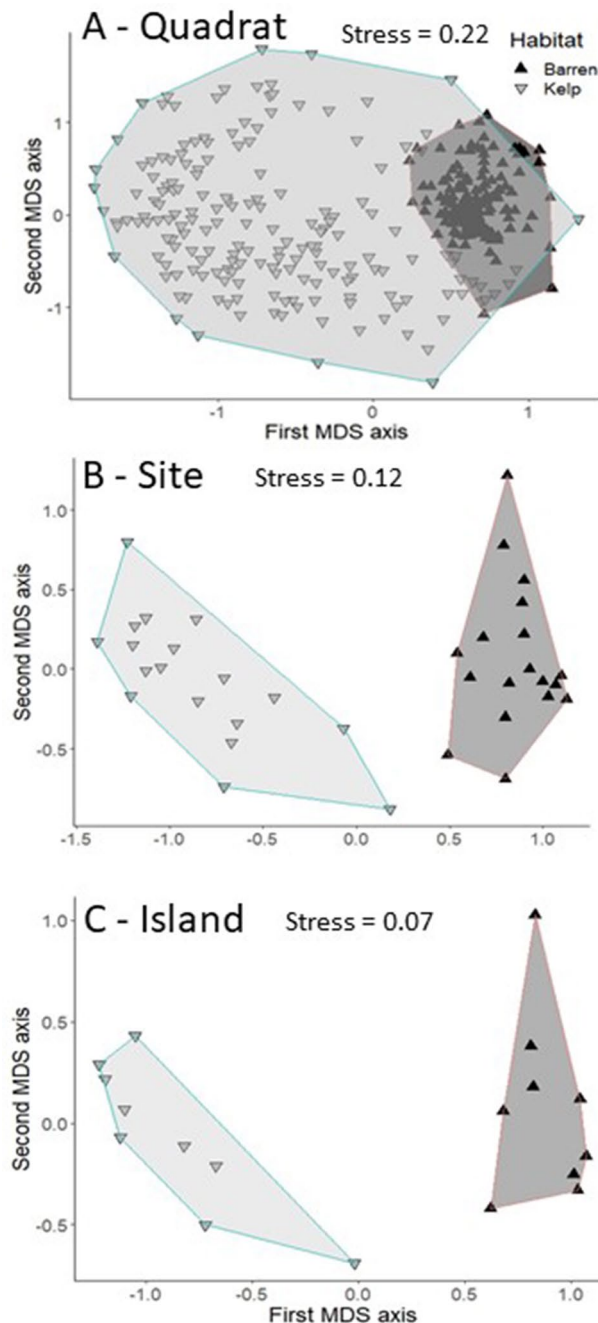 A - Quadrat
Stress = 0.22
Habitat
Barren
Kelp
Second MDS axis
1
0
-1
-1
0
1
First MDS axis
B - Site
Stress = 0.12
Second MDS axis
1.0
0.5
0.0
-0.5
-1.5
-1.0
-0.5
0.0
0.5
1.0
C - Island
Stress = 0.07
Second MDS axis
1.0
0.5
0.0
-0.5
-1.0
-0.5
0.0
0.5
1.0
First MDS axis